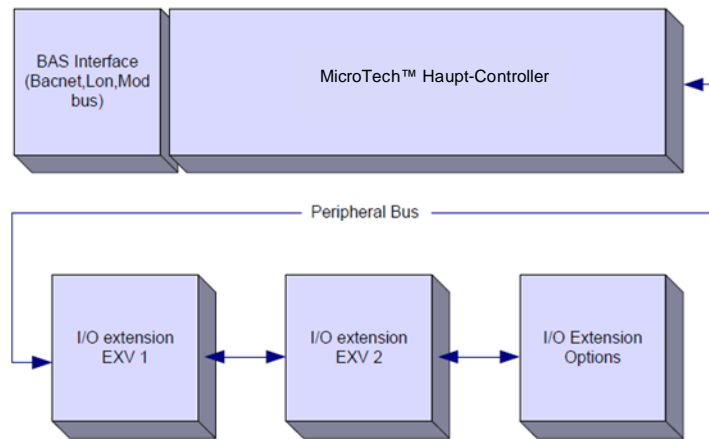 BAS Interface
(Bacnet,Lon,Mod
bus)
MicroTech™ Haupt-Controller
Peripheral Bus
I/O extension
EXV 1
I/O extension
EXV 2
I/O Extension
Options